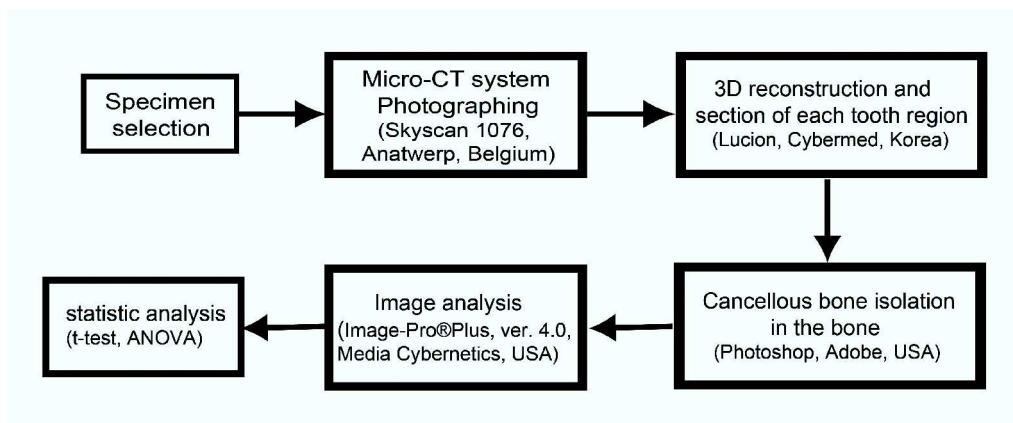 Specimen
selection
Micro-CT system
Photographing
(Skyscan 1076,
Anatwerp, Belgium)
3D reconstruction and
section of each tooth region
(Lucion, Cybermed, Korea)
Cancellous bone isolation
in the bone
(Photoshop, Adobe, USA)
Image analysis
(Image-Pro®Plus, ver. 4.0,
Media Cybernetics, USA)
statistic analysis
(t-test, ANOVA)